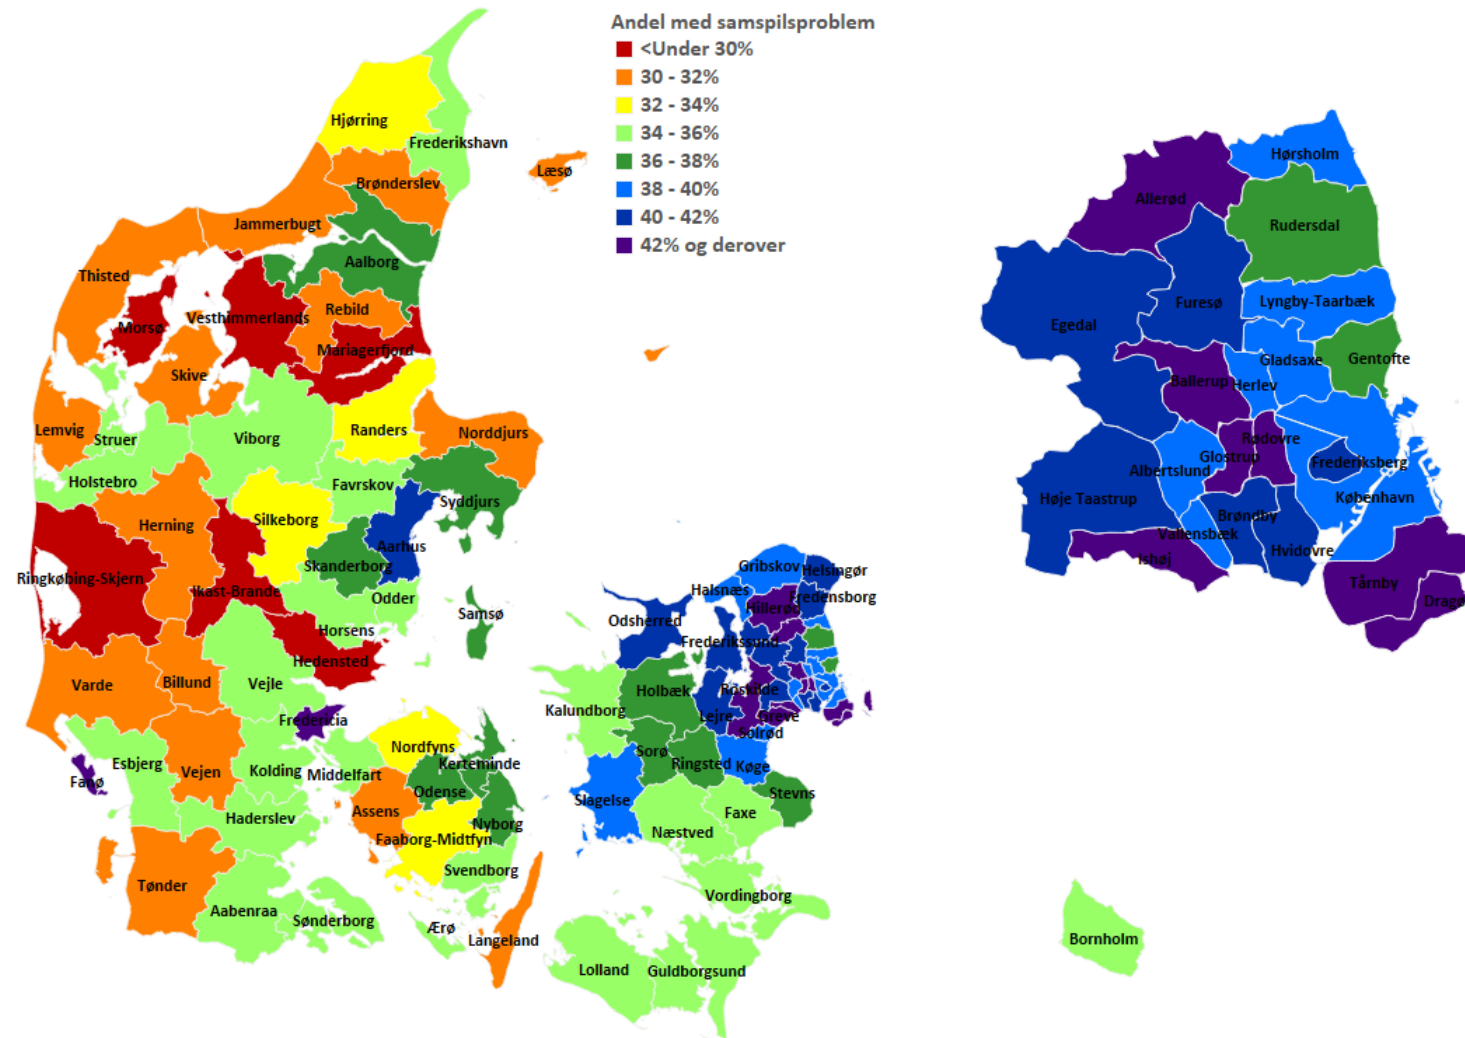 Andel med samspilsproblem
<Under 30%
30 - 32%
32 - 34%
34 - 36%
36 - 38%
38 - 40%
40 - 42%
42% og derover
Hjørring
Frederikshavn
Læsø
Brønderslev
Jammerbugt
Aalborg
Thisted
Rebild
Vesthimmerlands
Morsø
Mariagerfjord
Skive
Lemvig
Struer
Viborg
Randers
Norddjurs
Holstebro
Favrskov
Syddjurs
Herning
Silkeborg
Aarhus
Skanderborg
Ringkøbing-Skjern
Ikast-Brande
Odder
Samsø
Horsens
Hedensted
Varde
Billund
Vejle
Fredericia
Fanø
Esbjerg
Vejen
Kolding
Middelfart
Nordfyns
Kerteminde
Odense
Assens
Nyborg
Faaborg-Midtfyn
Haderslev
Svendborg
Tønder
Aabenraa
Sønderborg
Ærø
Langeland
Gribskov
Helsingør
Halsnæs
Fredensborg
Hillerød
Odsherred
Frederikssund
Holbæk
Roskilde
Kalundborg
Lejre
Greve
Solrød
Sorø
Ringsted
Køge
Slagelse
Stevns
Faxe
Næstved
Vordingborg
Lolland
Guldborgsund
Hørsholm
Allerød
Rudersdal
Furesø
Lyngby-Taarbæk
Egedal
Gladsaxe
Gentofte
Ballerup
Herlev
Rødovre
Glostrup
Frederiksberg
Albertslund
Høje Taastrup
København
Brøndby
Vallensbæk
Hvidovre
Ishøj
Tårnby
Dragø
Bornholm